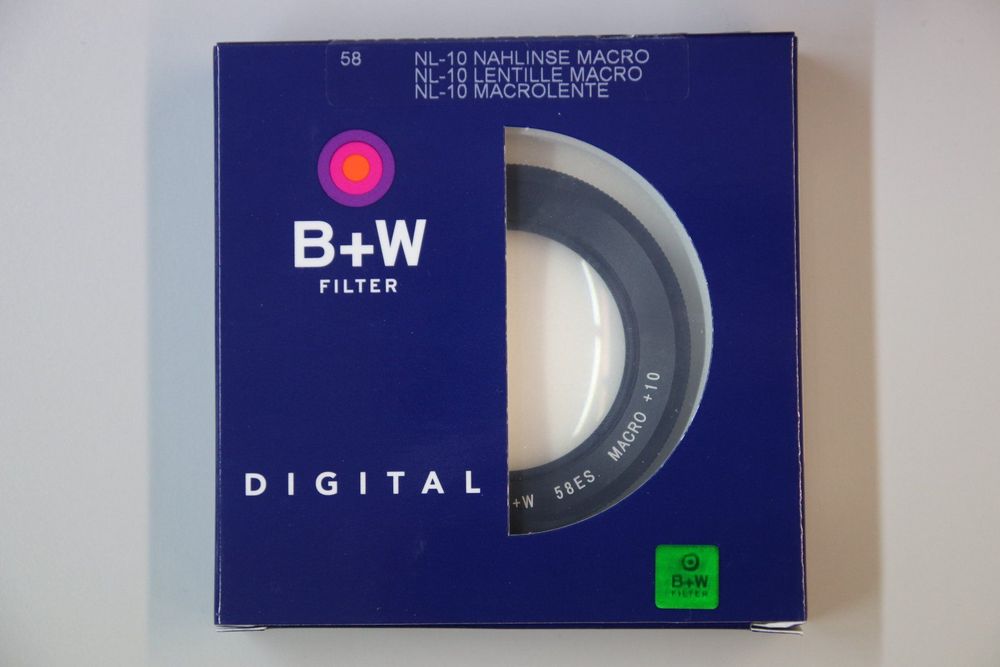 58 NL-10 NAHLINSE MACRO
NL-10 LENTILLE MACRO
NL-10 MACROLENTE
B+W
FILTER
DIGITAL
+W 58ES MACRO +10
B+W
FILTER